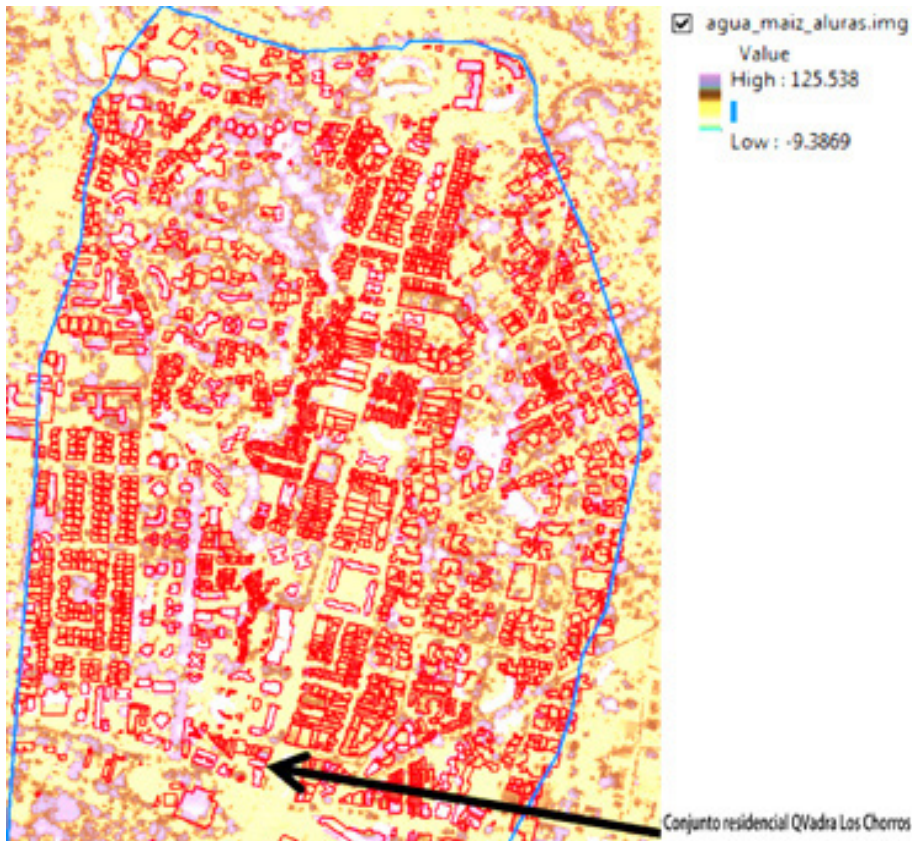 agua_maiz_aluras.img
Value
High : 125.538
Low : -9.3869
Conjunto residencial QVadra Los Chorros